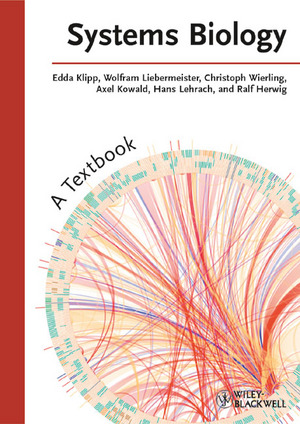 Systems Biology
Edda Klipp, Wolfram Liebermeister, Christoph Wierling,
Axel Kowald, Hans Lehrach, and Ralf Herwig
A Textbook
WILEY-
BLACKWELL